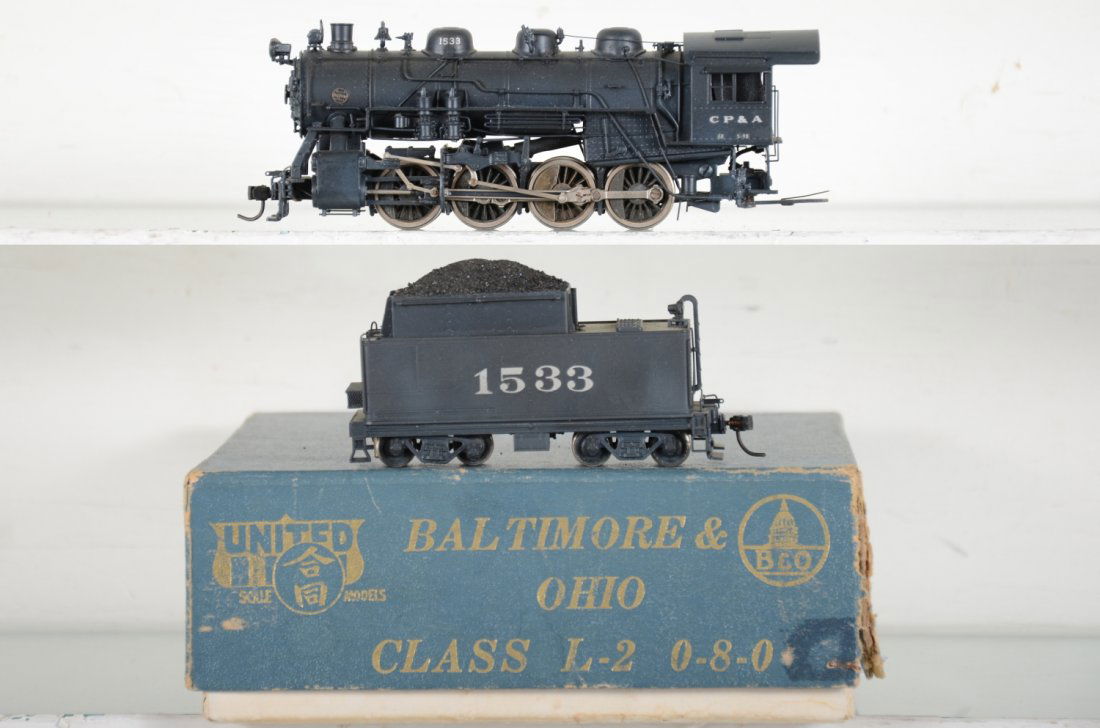 1533
CP&A
1533
UNITED
SCALE MODELS
合同
BALTIMORE &
OHIO
CLASS L-2 0-8-0
B&O